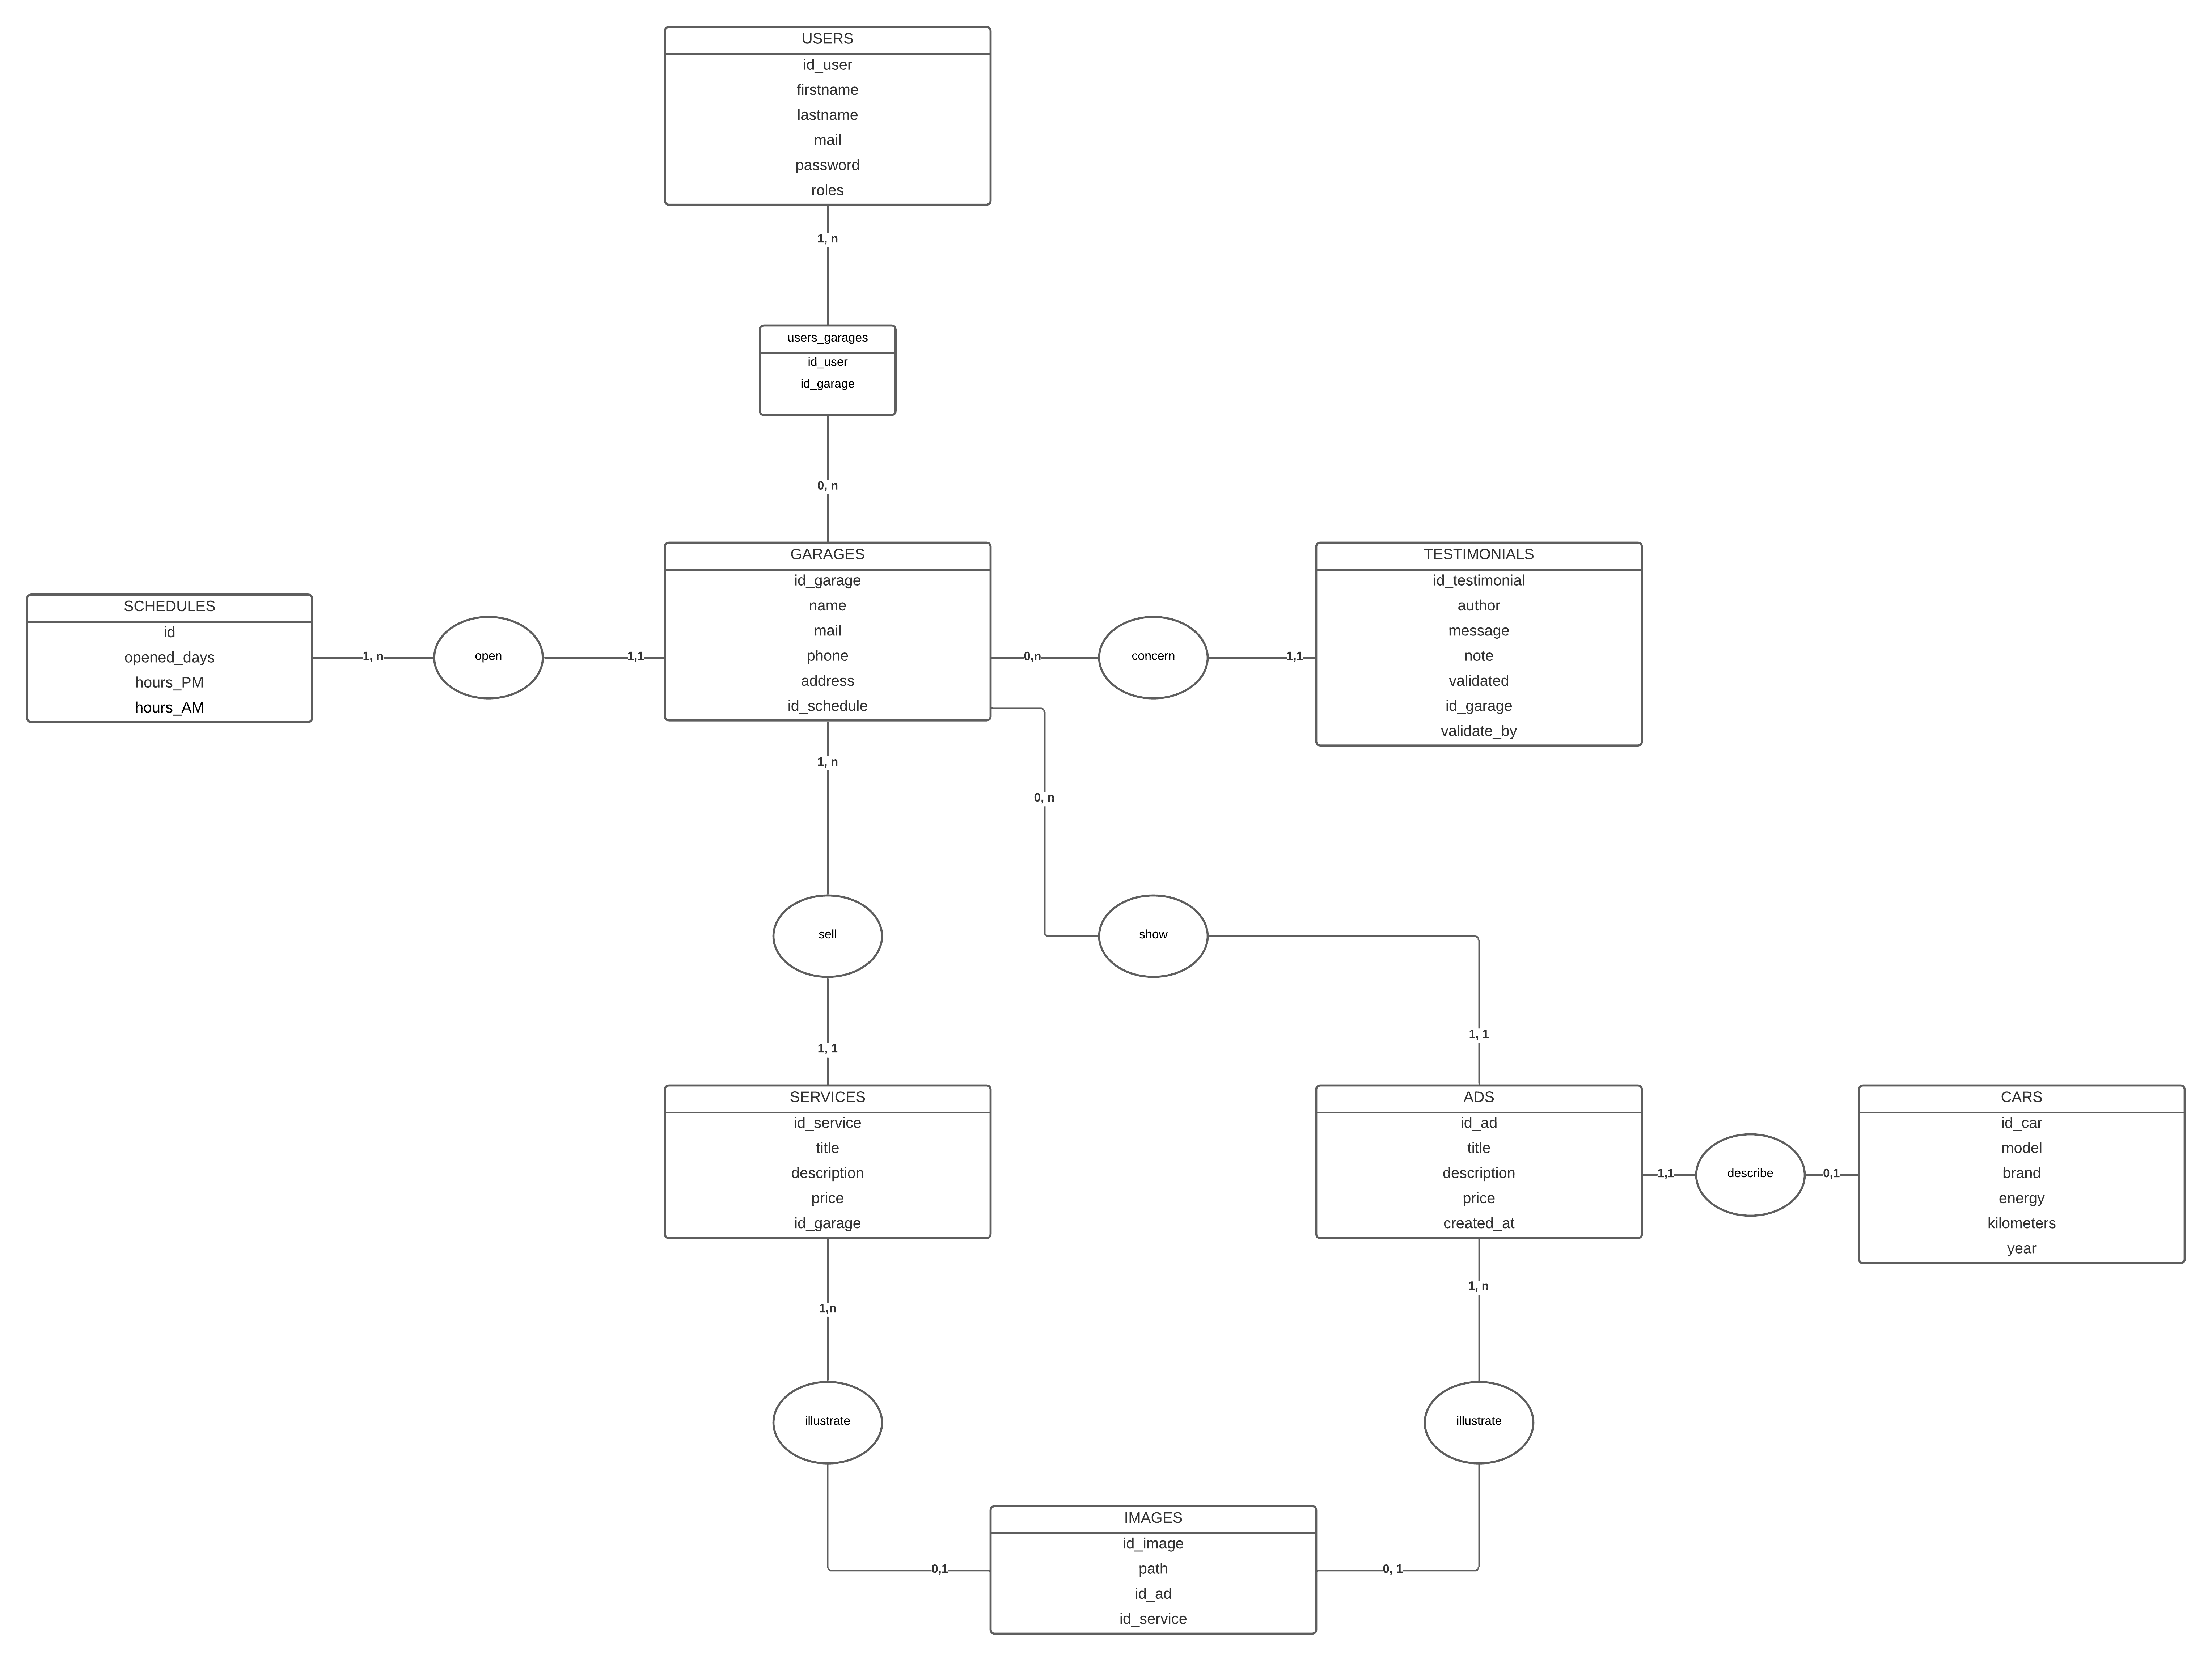 USERS
id_user
firstname
lastname
mail
password
roles
1, n
users_garages
id_user
id_garage
0, n
GARAGES
id_garage
name
mail
phone
address
id_schedule
SCHEDULES
id
opened_days
hours_PM
hours_AM
1, n
open
1,1
0,n
concern
1,1
TESTIMONIALS
id_testimonial
author
message
note
validated
id_garage
validate_by
1, n
0, n
sell
show
1, 1
1, 1
SERVICES
id_service
title
description
price
id_garage
ADS
id_ad
title
description
price
created_at
1,1
describe
0,1
CARS
id_car
model
brand
energy
kilometers
year
1,n
1, n
illustrate
illustrate
0,1
0, 1
IMAGES
id_image
path
id_ad
id_service